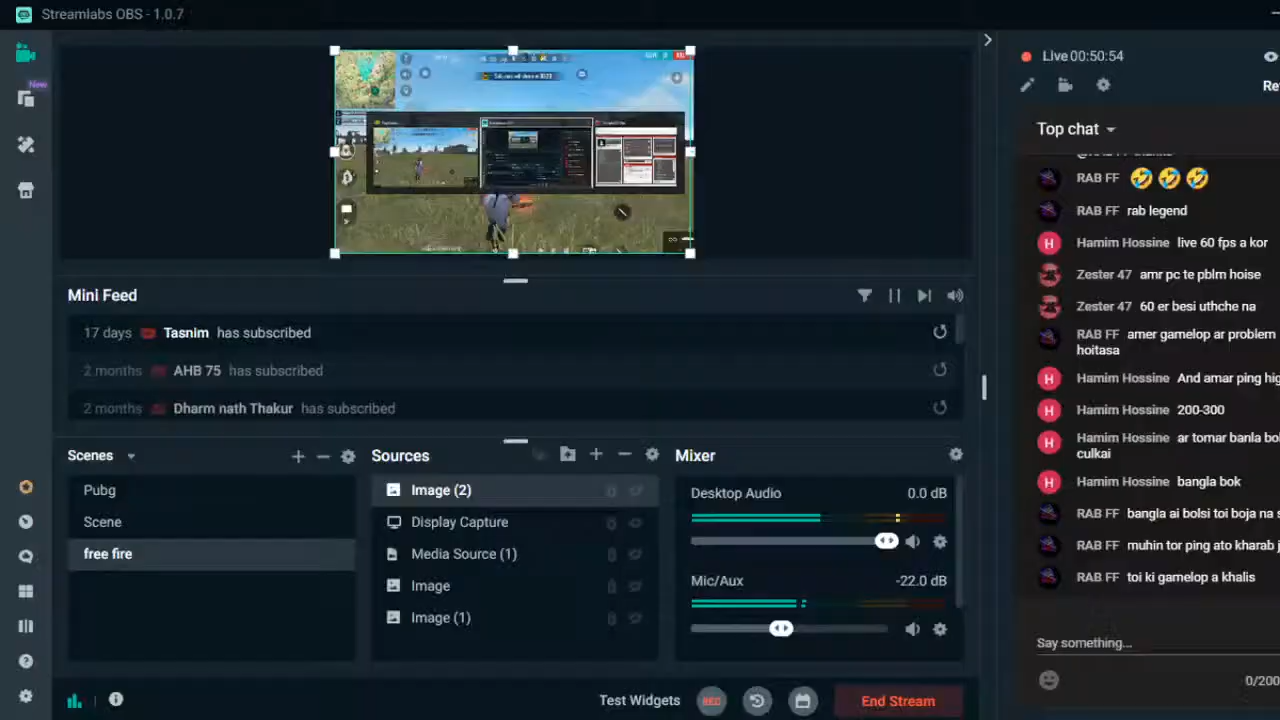 Streamlabs OBS - 1.0.7
New
Live 00:50:54
Top chat
RAB FF 🤣🤣🤣
RAB FF rab legend
Hamim Hossine live 60 fps a kor
Zester 47 amr pc te pblm hoise
Zester 47 60 er besi uthche na
RAB FF amer gamelop ar problem
hoitasa
Hamim Hossine And amar ping hig
Hamim Hossine 200-300
Hamim Hossine ar tomar banla bo
culkai
Hamim Hossine bangla bok
RAB FF bangla ai bolsi toi boja na s
RAB FF muhin tor ping ato kharab j
RAB FF toi ki gamelop a khalis
Say something...
0/200
Mini Feed
17 days Tasnim has subscribed
2 months AHB 75 has subscribed
2 months Dharm nath Thakur has subscribed
Scenes
Pubg
Scene
free fire
Sources
Image (2)
Display Capture
Media Source (1)
Image
Image (1)
Mixer
Desktop Audio 0.0 dB
Mic/Aux -22.0 dB
Test Widgets
REC
End Stream